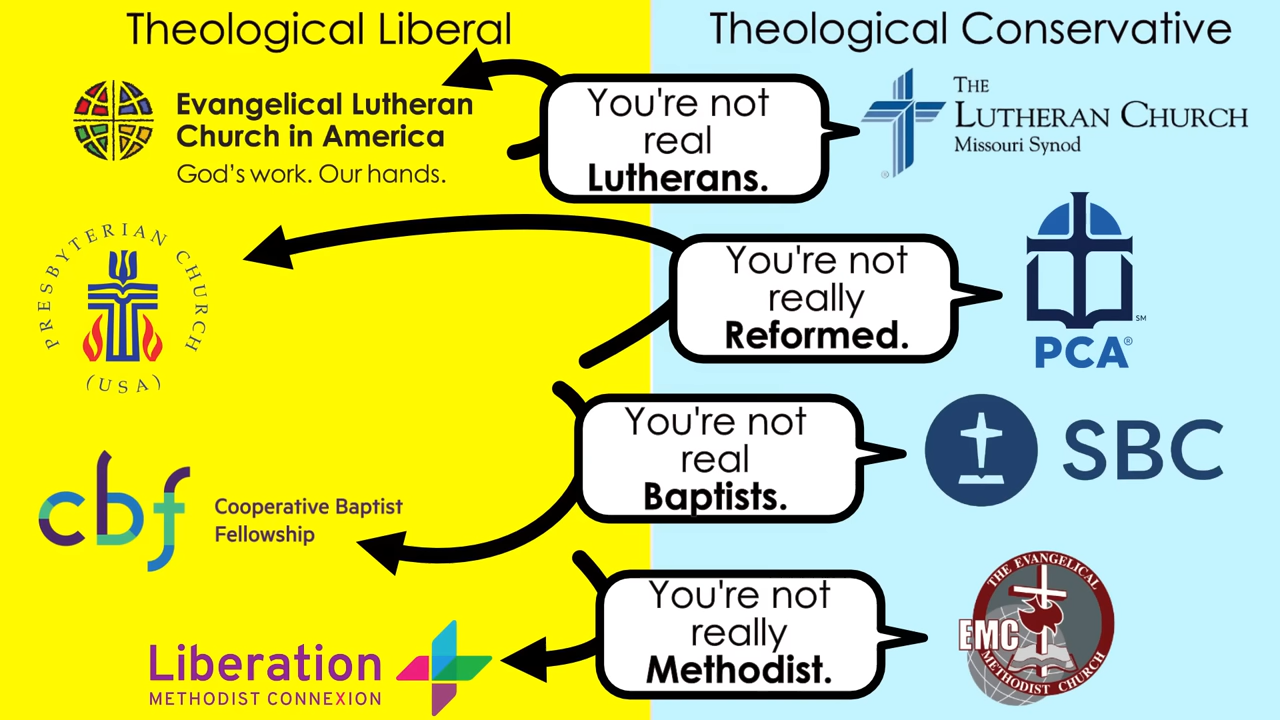 Theological Liberal
Theological Conservative
Evangelical Lutheran
Church in America
God's work. Our hands.
You're not
real
Lutherans.
THE
LUTHERAN CHURCH
Missouri Synod
®
PRESBYTERIAN CHURCH
(USA)
You're not
really
Reformed.
SM
PCA®
cbf
Cooperative Baptist
Fellowship
You're not
real
Baptists.
SBC
Liberation
METHODIST CONNEXION
You're not
really
Methodist.
THE EVANGELICAL
EMC
METHODIST CHURCH